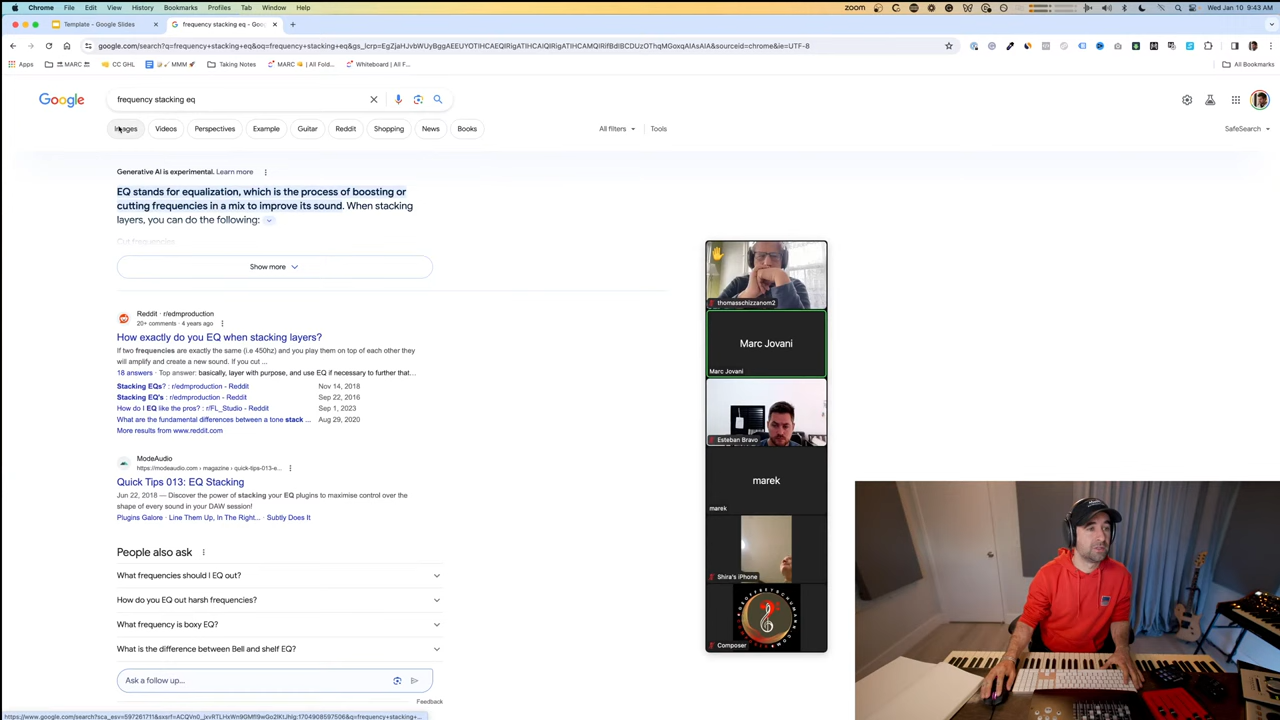 Chrome File Edit View History Bookmarks Profiles Tab Window Help
zoom
Wed Jan 10 9:43 AM
Template - Google Slides
frequency stacking eq - Goo
Apps
MARC
CC GHL
MMM
Taking Notes
MARC | All Fold...
Whiteboard | All F...
All Bookmarks
Google
frequency stacking eq
Images
Videos
Perspectives
Example
Guitar
Reddit
Shopping
News
Books
All filters
Tools
SafeSearch
Generative AI is experimental. Learn more
EQ stands for equalization, which is the process of boosting or
cutting frequencies in a mix to improve its sound. When stacking
layers, you can do the following:
Cut frequencies
Show more
Reddit · r/edmproduction
20+ comments · 4 years ago
How exactly do you EQ when stacking layers?
If two frequencies are exactly the same (i.e 450hz) and you play them on top of each other they
will amplify and create a new sound. If you cut ...
18 answers · Top answer: basically, layer with purpose, and use EQ if necessary to further that...
Stacking EQs? : r/edmproduction - Reddit Nov 14, 2018
Stacking EQ's : r/edmproduction - Reddit Sep 22, 2016
How do I EQ like the pros? : r/FL_Studio - Reddit Sep 1, 2023
What are the fundamental differences between a tone stack ... Aug 29, 2020
More results from www.reddit.com
ModeAudio
https://modeaudio.com › magazine › quick-tips-013-e...
Quick Tips 013: EQ Stacking
Jun 22, 2018 — Discover the power of stacking your EQ plugins to maximise control over the
shape of every sound in your DAW session!
Plugins Galore · Line Them Up, In The Right... · Subtly Does It
People also ask
What frequencies should I EQ out?
How do you EQ out harsh frequencies?
What frequency is boxy EQ?
What is the difference between Bell and shelf EQ?
Ask a follow up...
Feedback
thomasschizzanom2
Marc Jovani
Marc Jovani
Esteban Bravo
marek
marek
Shira's iPhone
Composer